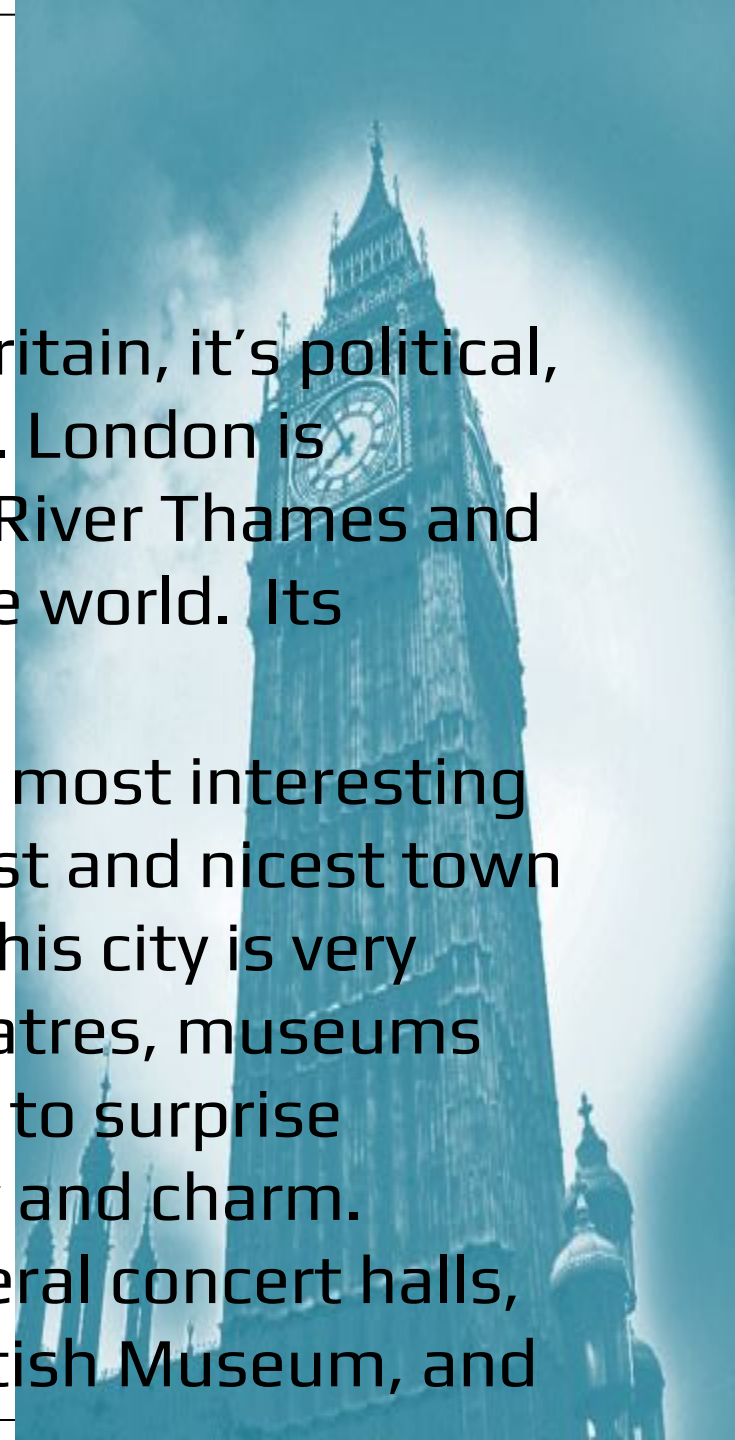 ritain, it’s political,
. London is
River Thames and
e world. Its
most interesting
st and nicest town
his city is very
atres, museums
to surprise
and charm.
eral concert halls,
tish Museum, and